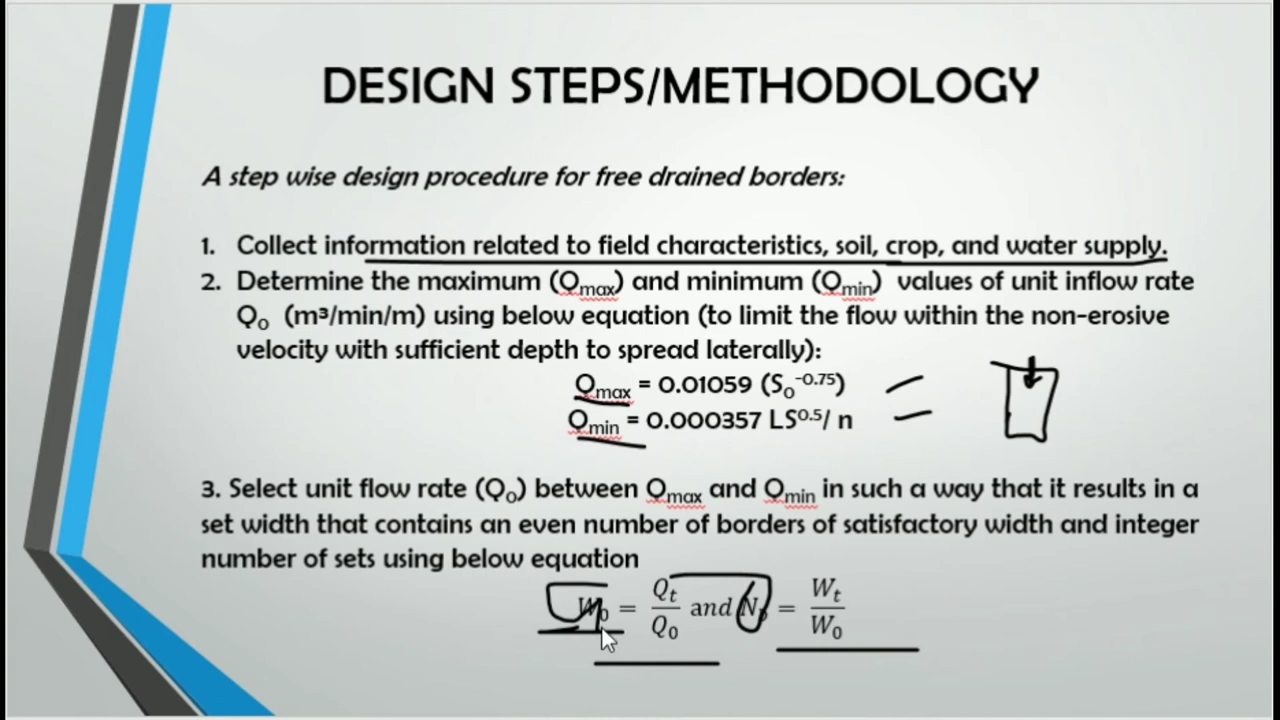 DESIGN STEPS/METHODOLOGY
A step wise design procedure for free drained borders:
1. Collect information related to field characteristics, soil, crop, and water supply.
2. Determine the maximum (Qmax) and minimum (Qmin) values of unit inflow rate
Q₀ (m³/min/m) using below equation (to limit the flow within the non-erosive
velocity with sufficient depth to spread laterally):
Qmax = 0.01059 (S₀⁻⁰·⁷⁵)
Qmin = 0.000357 LS⁰·⁵/ n
3. Select unit flow rate (Q₀) between Qmax and Qmin in such a way that it results in a
set width that contains an even number of borders of satisfactory width and integer
number of sets using below equation
W₀ = Qt/Q₀ and = Wt/W₀